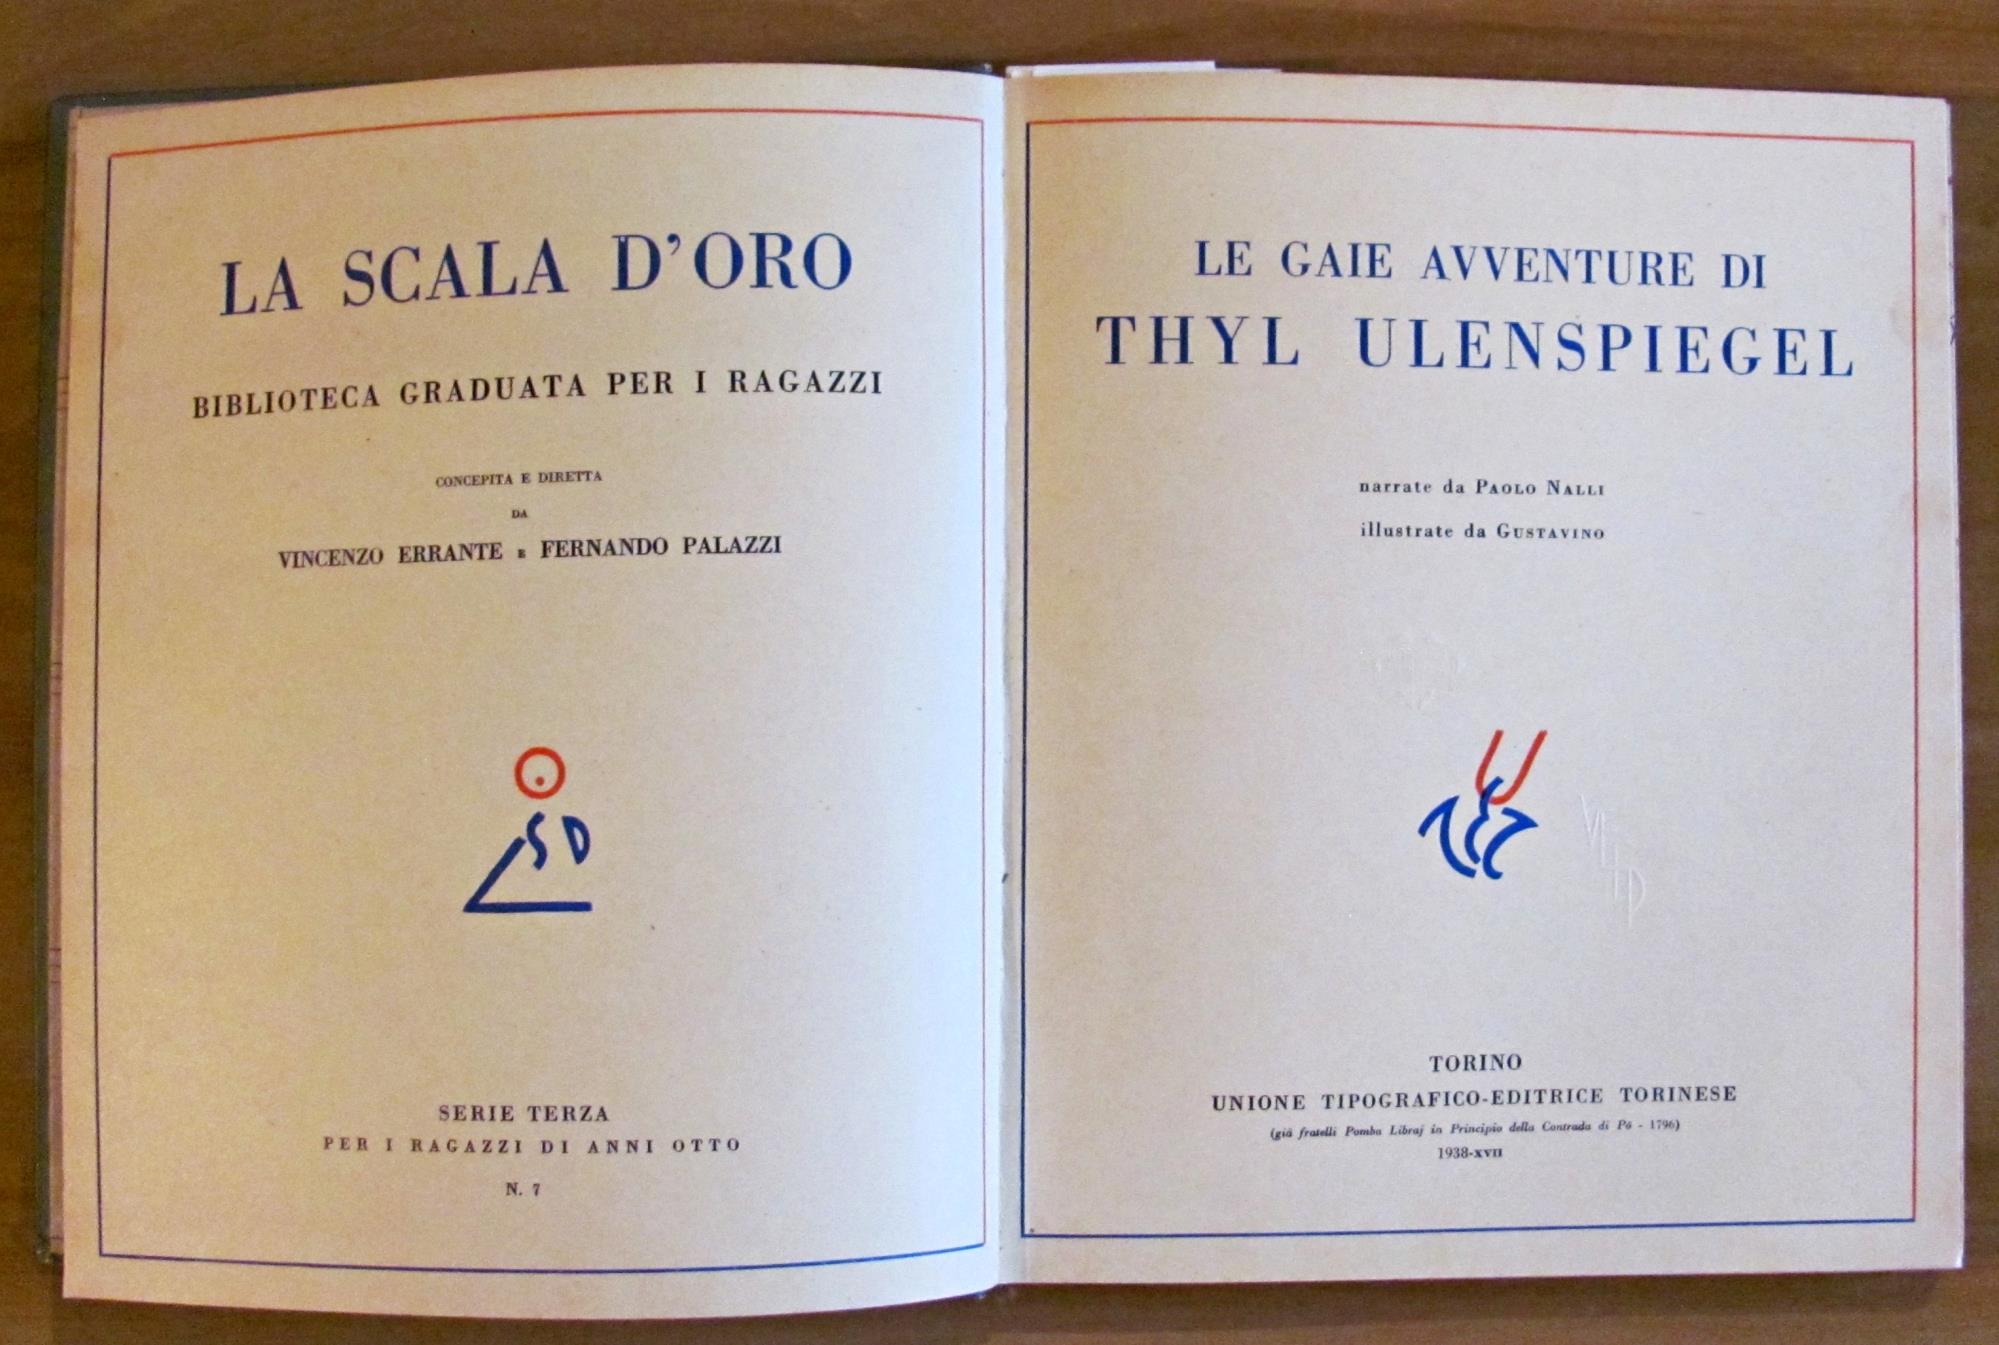 LA SCALA D'ORO
BIBLIOTECA GRADUATA PER I RAGAZZI
CONCEPITA E DIRETTA
DA
VINCENZO ERRANTE E FERNANDO PALAZZI
SD
SERIE TERZA
PER I RAGAZZI DI ANNI OTTO
N. 7
LE GAIE AVVENTURE DI
THYL ULENSPIEGEL
narrate da PAOLO NALLI
illustrate da GUSTAVINO
TORINO
UNIONE TIPOGRAFICO-EDITRICE TORINESE
(già fratelli Pomba Libraj in Principio della Contrada di Pò - 1796)
1938-XVII